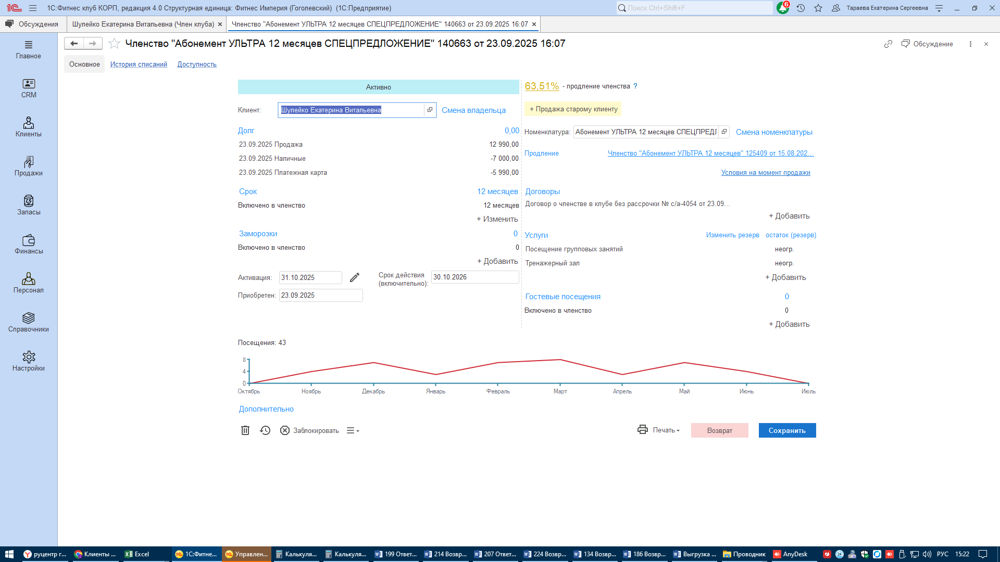 1С:Фитнес клуб КОРП, редакция 4.0 Структурная единица: Фитнес Империя (Гоголевский) (1С:Предприятие)
Поиск Ctrl+Shift+F
6
Тараева Екатерина Сергеевна
Обсуждения
Шулейко Екатерина Витальевна (Член клуба)
Членство "Абонемент УЛЬТРА 12 месяцев СПЕЦПРЕДЛОЖЕНИЕ" 140663 от 23.09.2025 16:07
Членство "Абонемент УЛЬТРА 12 месяцев СПЕЦПРЕДЛОЖЕНИЕ" 140663 от 23.09.2025 16:07
Обсуждение
Основное
История списаний
Доступность
Главное
CRM
Клиенты
Продажи
Запасы
Финансы
Персонал
Справочники
Настройки
Активно
Клиент:
Шулейко Екатерина Витальевна
Смена владельца
Долг 0,00
23.09.2025 Продажа 12 990,00
23.09.2025 Наличные -7 000,00
23.09.2025 Платежная карта -5 990,00
Срок 12 месяцев
Включено в членство 12 месяцев
+ Изменить
Заморозки 0
Включено в членство 0
+ Добавить
Активация: 31.10.2025
Срок действия (включительно): 30.10.2026
Приобретен: 23.09.2025
63,51% - продление членства ?
+ Продажа старому клиенту
Номенклатура: Абонемент УЛЬТРА 12 месяцев СПЕЦПРЕДЛ
Смена номенклатуры
Продление
Членство "Абонемент УЛЬТРА 12 месяцев" 125409 от 15.08.202...
Условия на момент продажи
Договоры
Договор о членстве в клубе без рассрочки № с/а-4054 от 23.09...
+ Добавить
Услуги Изменить резерв остаток (резерв)
Посещение групповых занятий неогр.
Тренажерный зал неогр.
+ Добавить
Гостевые посещения 0
Включено в членство 0
+ Добавить
Посещения: 43
8
4
0
Октябрь Ноябрь Декабрь Январь Февраль Март Апрель Май Июнь Июль
Дополнительно
Заблокировать
Печать
Возврат
Сохранить
руцентр г...
Клиенты ...
Excel
1С:Фитне...
Управлен...
Калькуля...
Калькуля...
199 Ответ...
214 Возвр...
207 Ответ...
224 Возвр...
134 Возвр...
186 Возвр...
Выгрузка ...
Проводник
AnyDesk
РУС
15:22